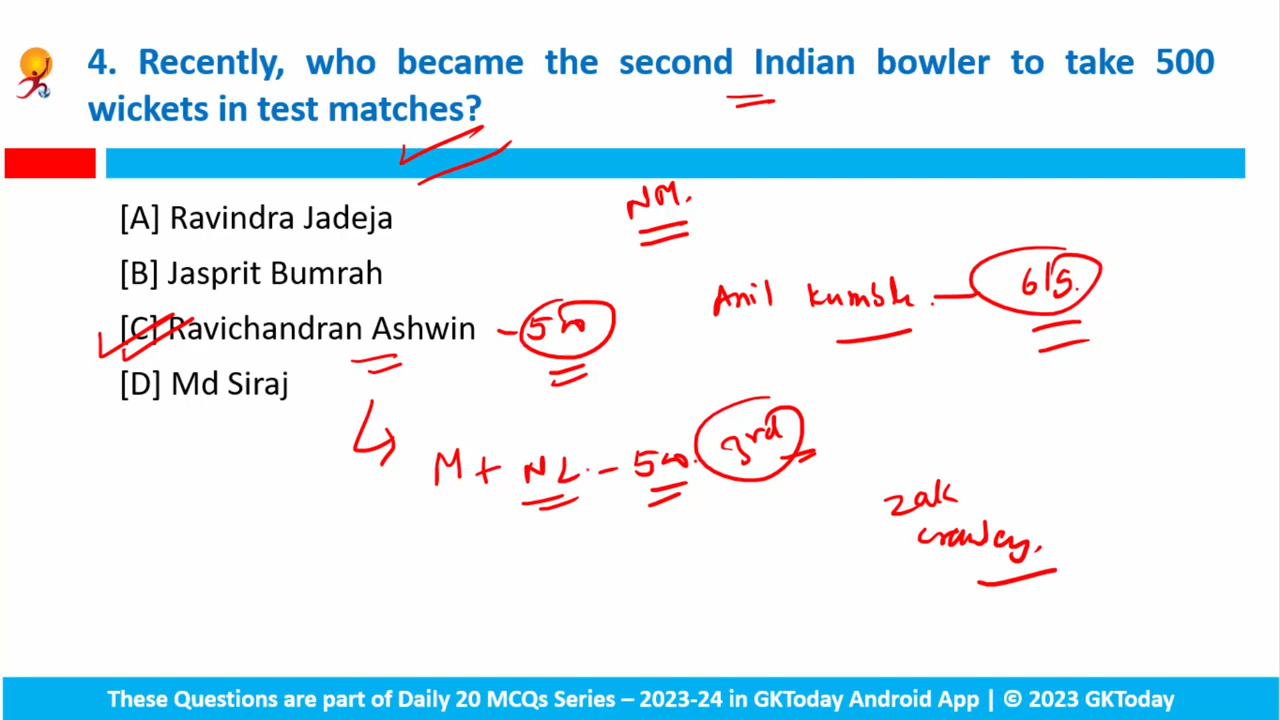 4. Recently, who became the second Indian bowler to take 500
wickets in test matches?
[A] Ravindra Jadeja
[B] Jasprit Bumrah
[C] Ravichandran Ashwin - 500
[D] Md Siraj
NM.
Anil Kumble. - 615.
M + NL. - 500. 3rd
Zak
Crawley.
These Questions are part of Daily 20 MCQs Series – 2023-24 in GKToday Android App | © 2023 GKToday